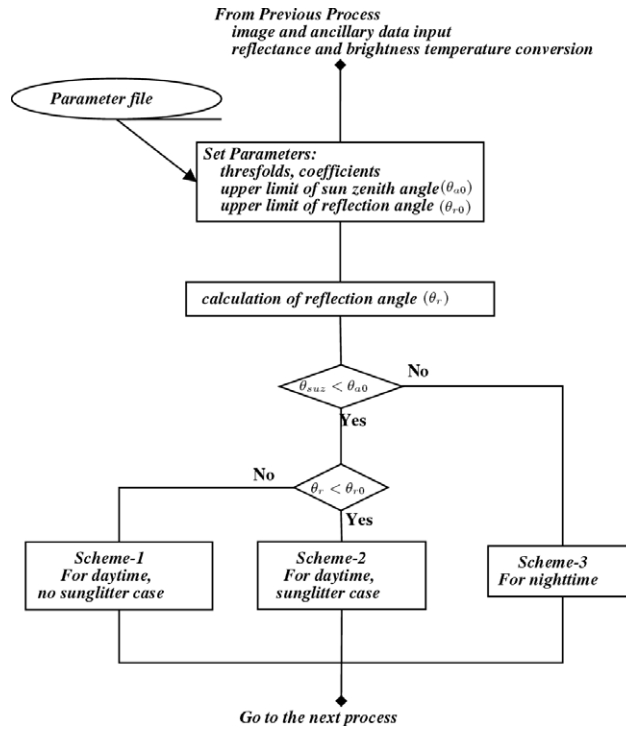 From Previous Process
image and ancillary data input
reflectance and brightness temperature conversion
Parameter file
Set Parameters:
thresfolds, coefficients
upper limit of sun zenith angle(θa0)
upper limit of reflection angle (θr0)
calculation of reflection angle (θr)
θsuz < θa0
No
Yes
θr < θr0
No
Yes
Scheme-1
For daytime,
no sunglitter case
Scheme-2
For daytime,
sunglitter case
Scheme-3
For nighttime
Go to the next process